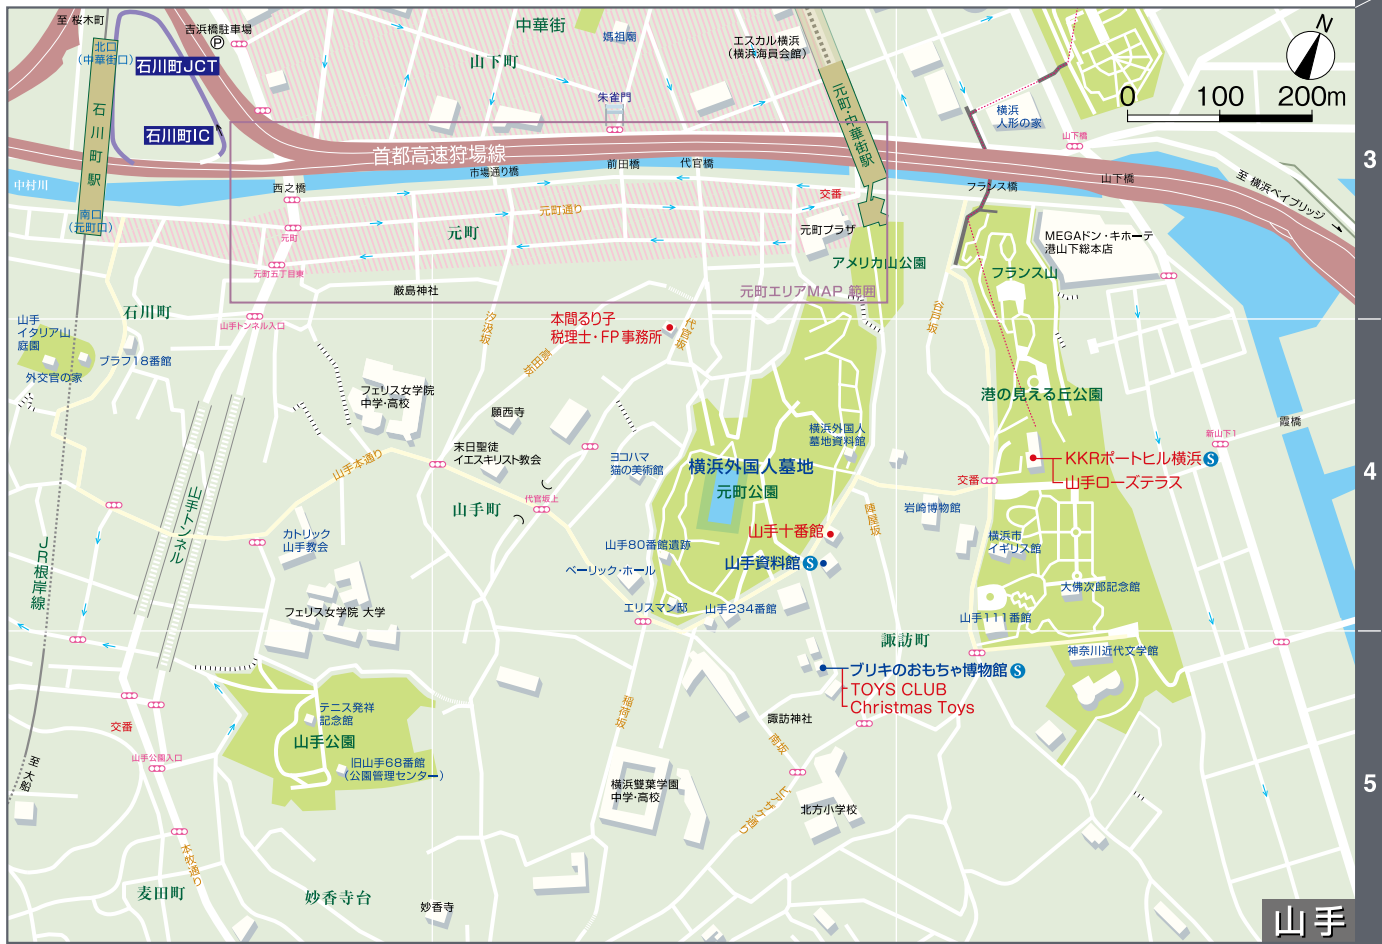 至 桜木町
吉浜橋駐車場
P
中華街
媽祖廟
エスカル横浜
(横浜海員会館)
N
北口
(中華街口)
石川町JCT
山下町
朱雀門
0 100 200m
石川町駅
石川町IC
元町・中華街駅
横浜
人形の家
山下橋
首都高速狩場線
前田橋
代官橋
市場通り橋
3
中村川
西之橋
交番
フランス橋
山下橋
至 横浜ベイブリッジ
南口
(元町口)
元町通り
元町
元町
元町プラザ
MEGAドン・キホーテ
港山下総本店
元町五丁目東
アメリカ山公園
フランス山
厳島神社
元町エリアMAP 範囲
石川町
山手トンネル入口
山手
イタリア山
庭園
ブラフ18番館
外交官の家
汐汲坂
本間るり子
税理士・FP事務所
代官坂
谷戸坂
高田坂
フェリス女学院
中学・高校
港の見える丘公園
願西寺
横浜外国人
墓地資料館
霞橋
新山下1
末日聖徒
イエスキリスト教会
山手本通り
ヨコハマ
猫の美術館
横浜外国人墓地
元町公園
KKRポートヒル横浜 S
山手ローズテラス
交番
4
山手トンネル
代官坂上
山手町
岩崎博物館
陣屋坂
カトリック
山手教会
山手十番館
横浜市
イギリス館
山手80番館遺跡
山手資料館 S
JR根岸線
ベーリック・ホール
大佛次郎記念館
フェリス女学院 大学
エリスマン邸
山手234番館
山手111番館
諏訪町
神奈川近代文学館
ブリキのおもちゃ博物館 S
TOYS CLUB
Christmas Toys
テニス発祥
記念館
稲荷坂
諏訪神社
交番
山手公園
南坂
山手公園入口
旧山手68番館
(公園管理センター)
至 大船
横浜雙葉学園
中学・高校
ビヤザケ通り
北方小学校
5
本牧通り
麦田町
妙香寺台
妙香寺
山手